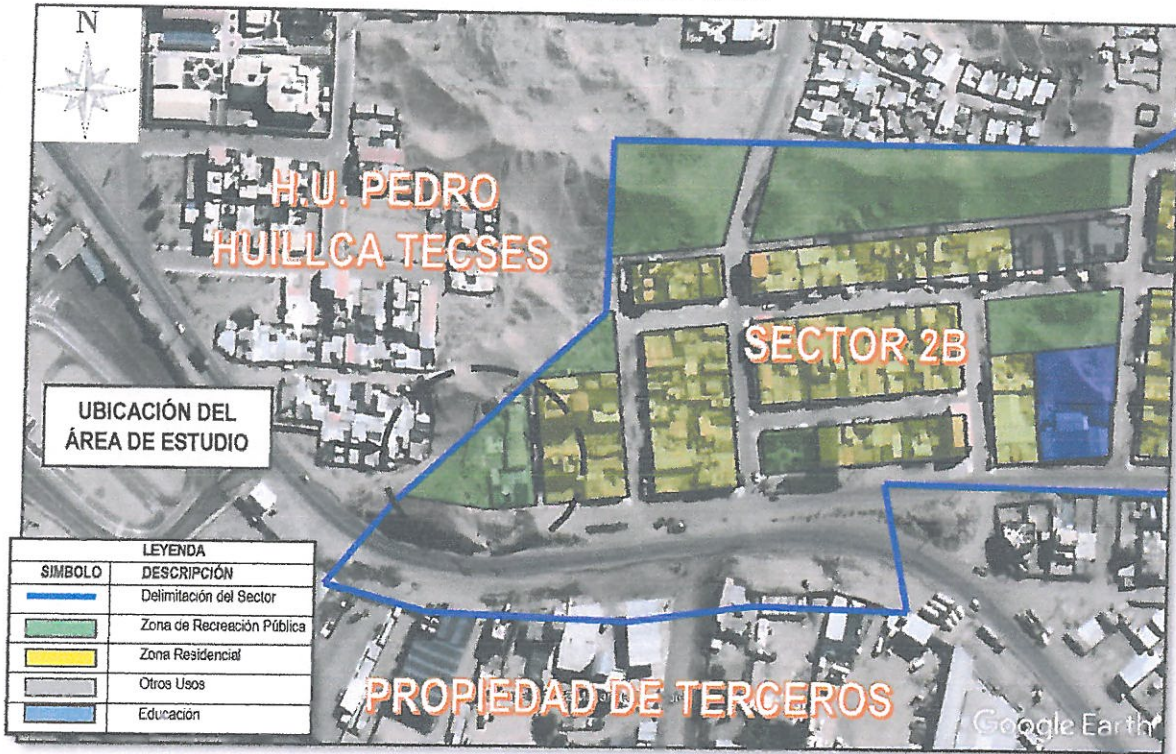 N
H.U. PEDRO
HUILLCA TECSES
SECTOR 2B
UBICACIÓN DEL
ÁREA DE ESTUDIO
LEYENDA
SIMBOLO DESCRIPCIÓN
Delimitación del Sector
Zona de Recreación Pública
Zona Residencial
Otros Usos
Educación
PROPIEDAD DE TERCEROS
Google Earth